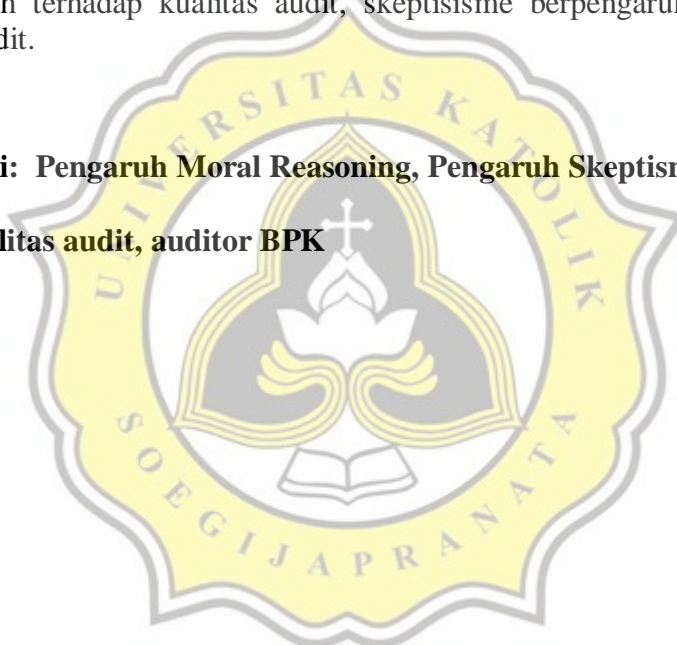 terhadap kualitas audit, skeptisisme berpengaruh
dit.
i: Pengaruh Moral Reasoning, Pengaruh Skeptism
litas audit, auditor BPK
UNIVERSITAS KATOLIK
SOEGIJAPRANATA